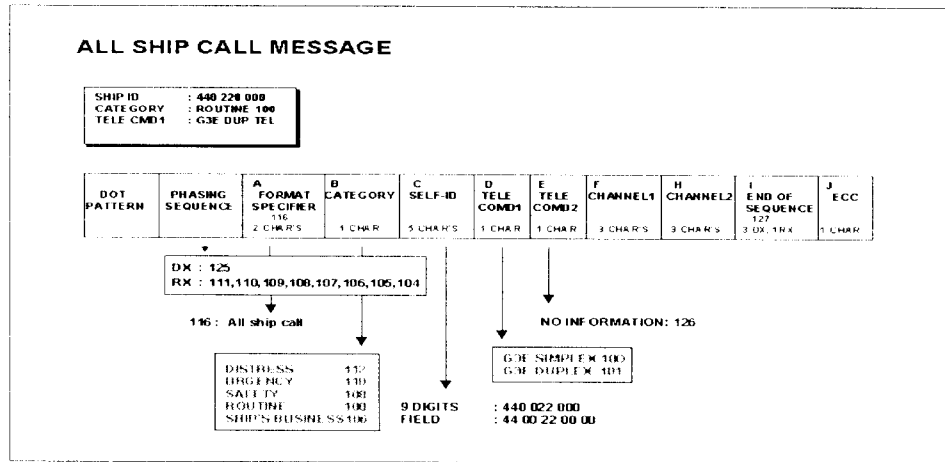 ALL SHIP CALL MESSAGE
SHIP ID : 440 220 000
CATEGORY : ROUTINE 100
TELE CMD1 : G3E DUP TEL
DOT PATTERN
PHASING SEQUENCE
A
FORMAT SPECIFIER
116
2 CHAR'S
B
CATEGORY
1 CHAR
C
SELF-ID
5 CHAR'S
D
TELE COMD1
1 CHAR
E
TELE COMD2
1 CHAR
F
CHANNEL1
3 CHAR'S
H
CHANNEL2
3 CHAR'S
I
END OF SEQUENCE
127
3 DX, 1RX
J
ECC
1 CHAR
DX : 125
RX : 111,110,109,108,107,106,105,104
116 : All ship call
NO INFORMATION: 126
DISTRESS 112
URGENCY 110
SAFETY 108
ROUTINE 100
SHIP'S BUSINESS 106
G3E SIMPLEX 100
G3E DUPLEX 101
9 DIGITS : 440 022 000
FIELD : 44 00 22 00 00